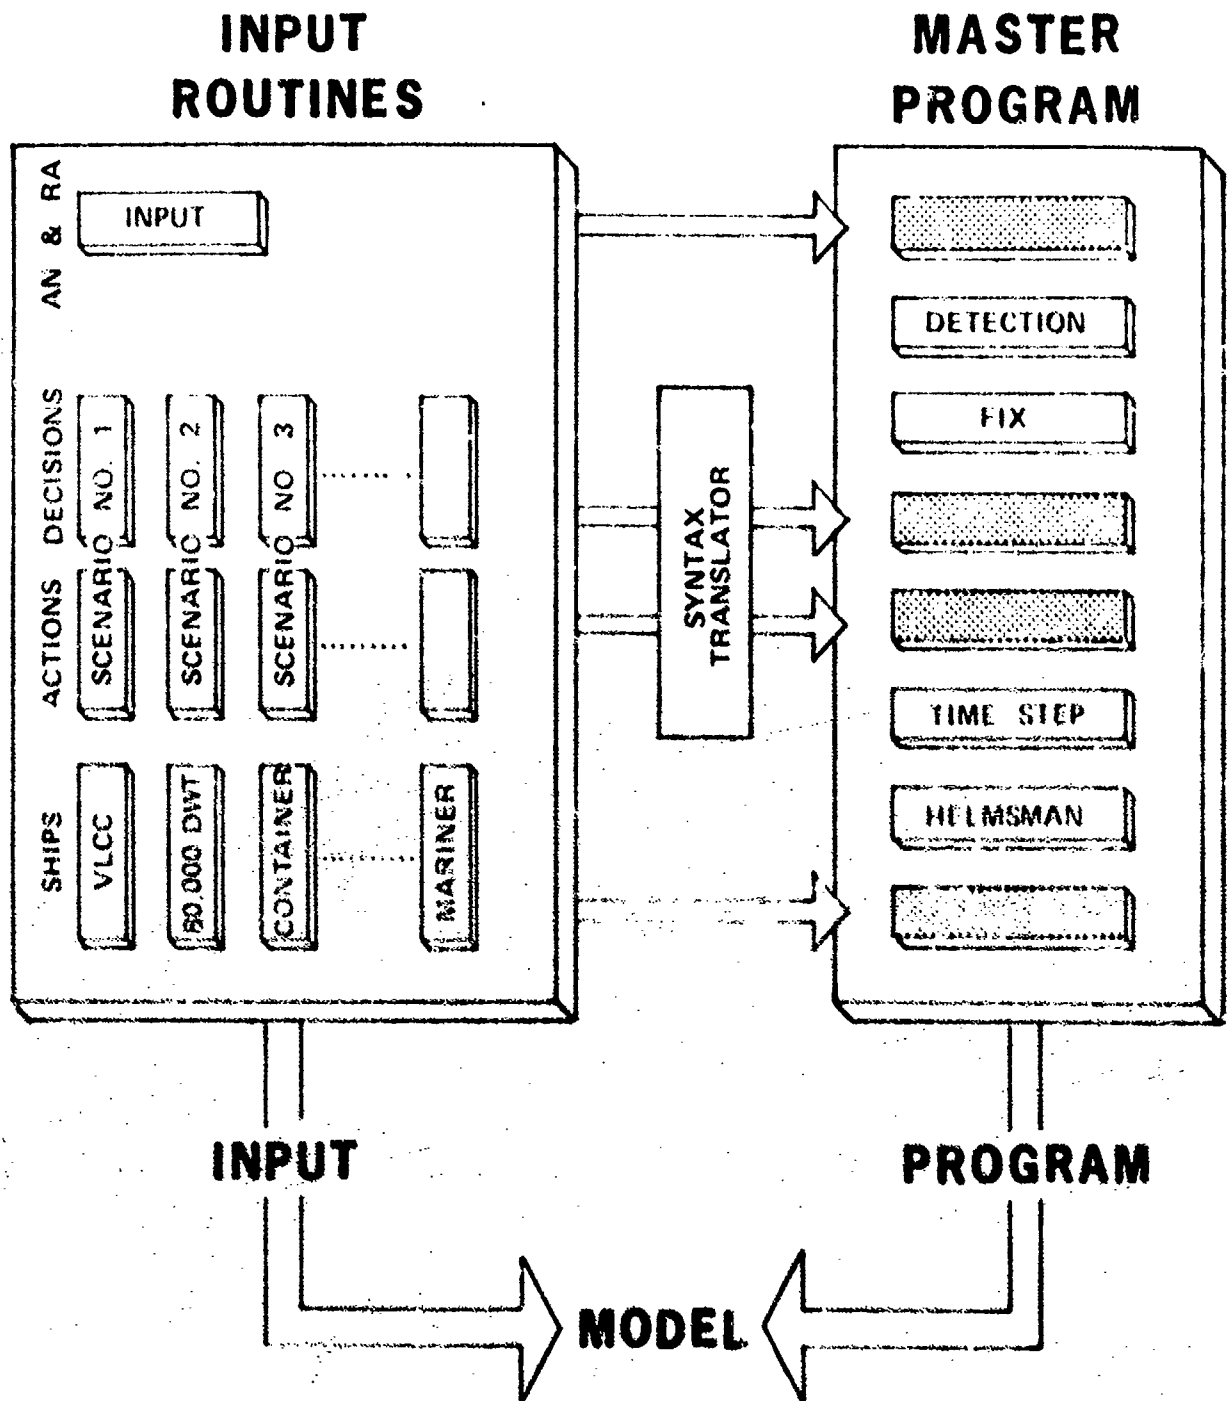 INPUT
ROUTINES
MASTER
PROGRAM
AN & RA
INPUT
DECISIONS
ACTIONS
SCENARIO NO. 1
SCENARIO NO. 2
SCENARIO NO 3
SHIPS
VLCC
80,000 DWT
CONTAINER
MARINER
SYNTAX
TRANSLATOR
DETECTION
FIX
TIME STEP
HELMSMAN
INPUT
PROGRAM
MODEL